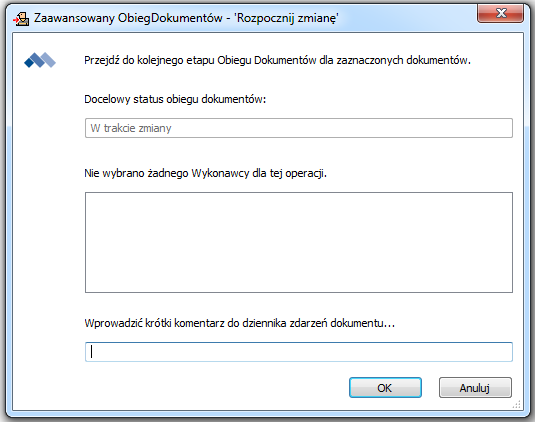 Zaawansowany ObiegDokumentów - 'Rozpocznij zmianę'
Przejdź do kolejnego etapu Obiegu Dokumentów dla zaznaczonych dokumentów.
Docelowy status obiegu dokumentów:
W trakcie zmiany
Nie wybrano żadnego Wykonawcy dla tej operacji.
Wprowadzić krótki komentarz do dziennika zdarzeń dokumentu...
OK
Anuluj